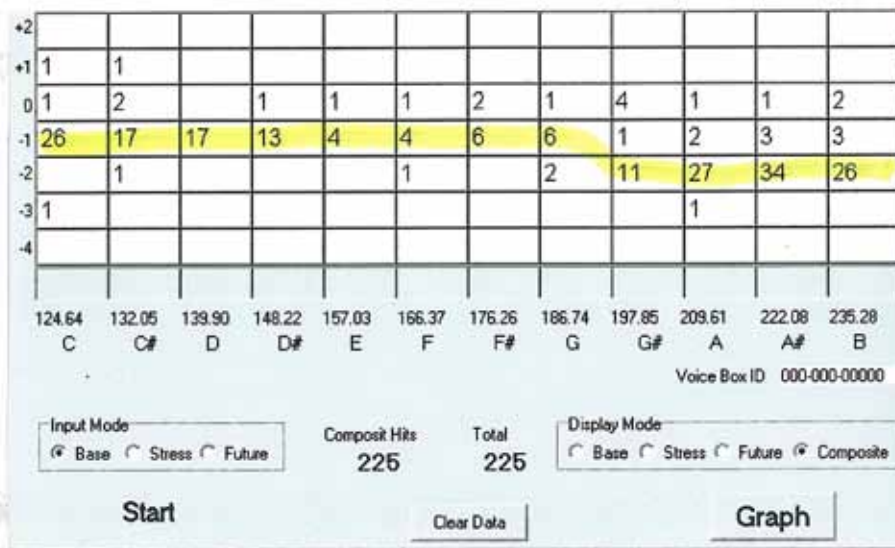 +2
+1 1 1
0 1 2 1 1 1 2 1 4 1 1 2
-1 26 17 17 13 4 4 6 6 1 2 3 3
-2 1 1 2 11 27 34 26
-3 1 1
-4
124.64 132.05 139.90 148.22 157.03 166.37 176.26 186.74 197.85 209.61 222.08 235.28
C C# D D# E F F# G G# A A# B
Voice Box ID 000-000-00000
Input Mode
Base Stress Future
Composit Hits Total
225 225
Display Mode
Base Stress Future Composite
Start Clear Data Graph